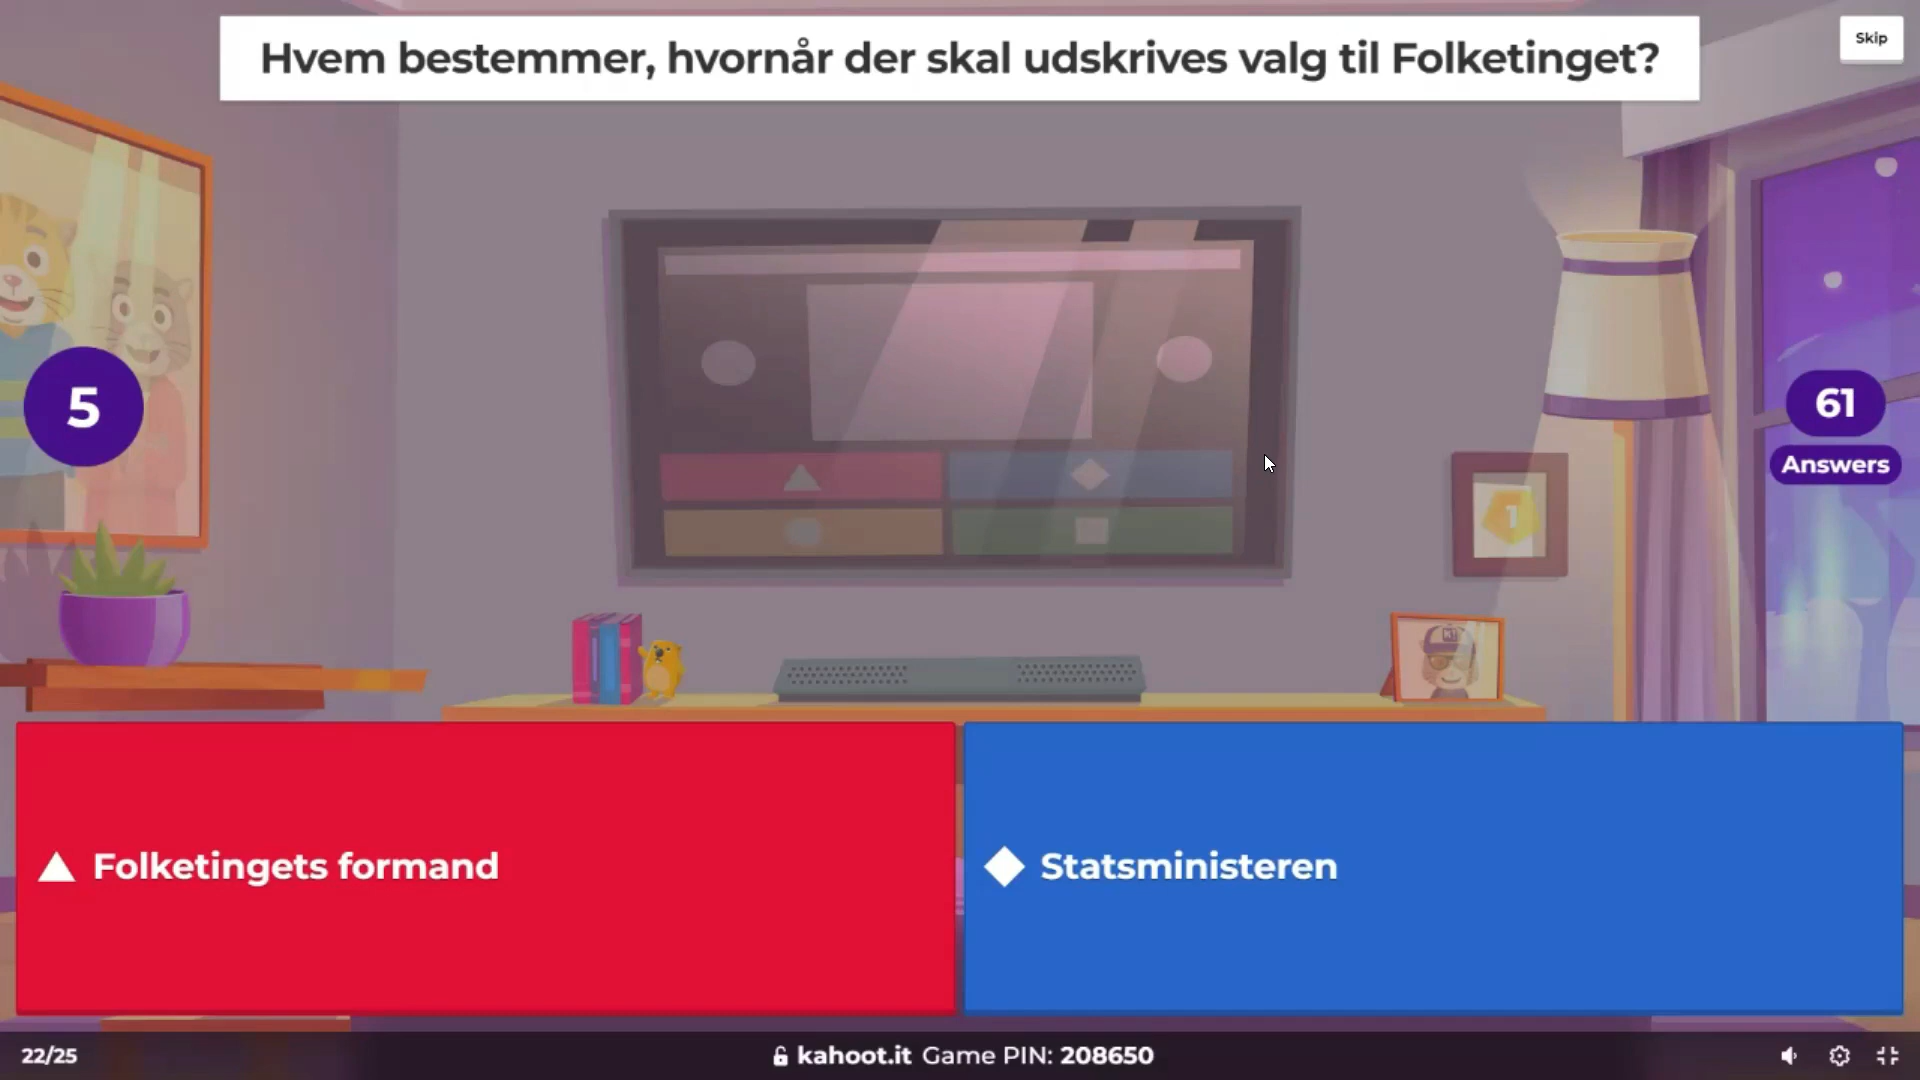 Hvem bestemmer, hvornår der skal udskrives valg til Folketinget?
Skip
5
61
Answers
1
Folketingets formand
Statsministeren
22/25
kahoot.it Game PIN: 208650